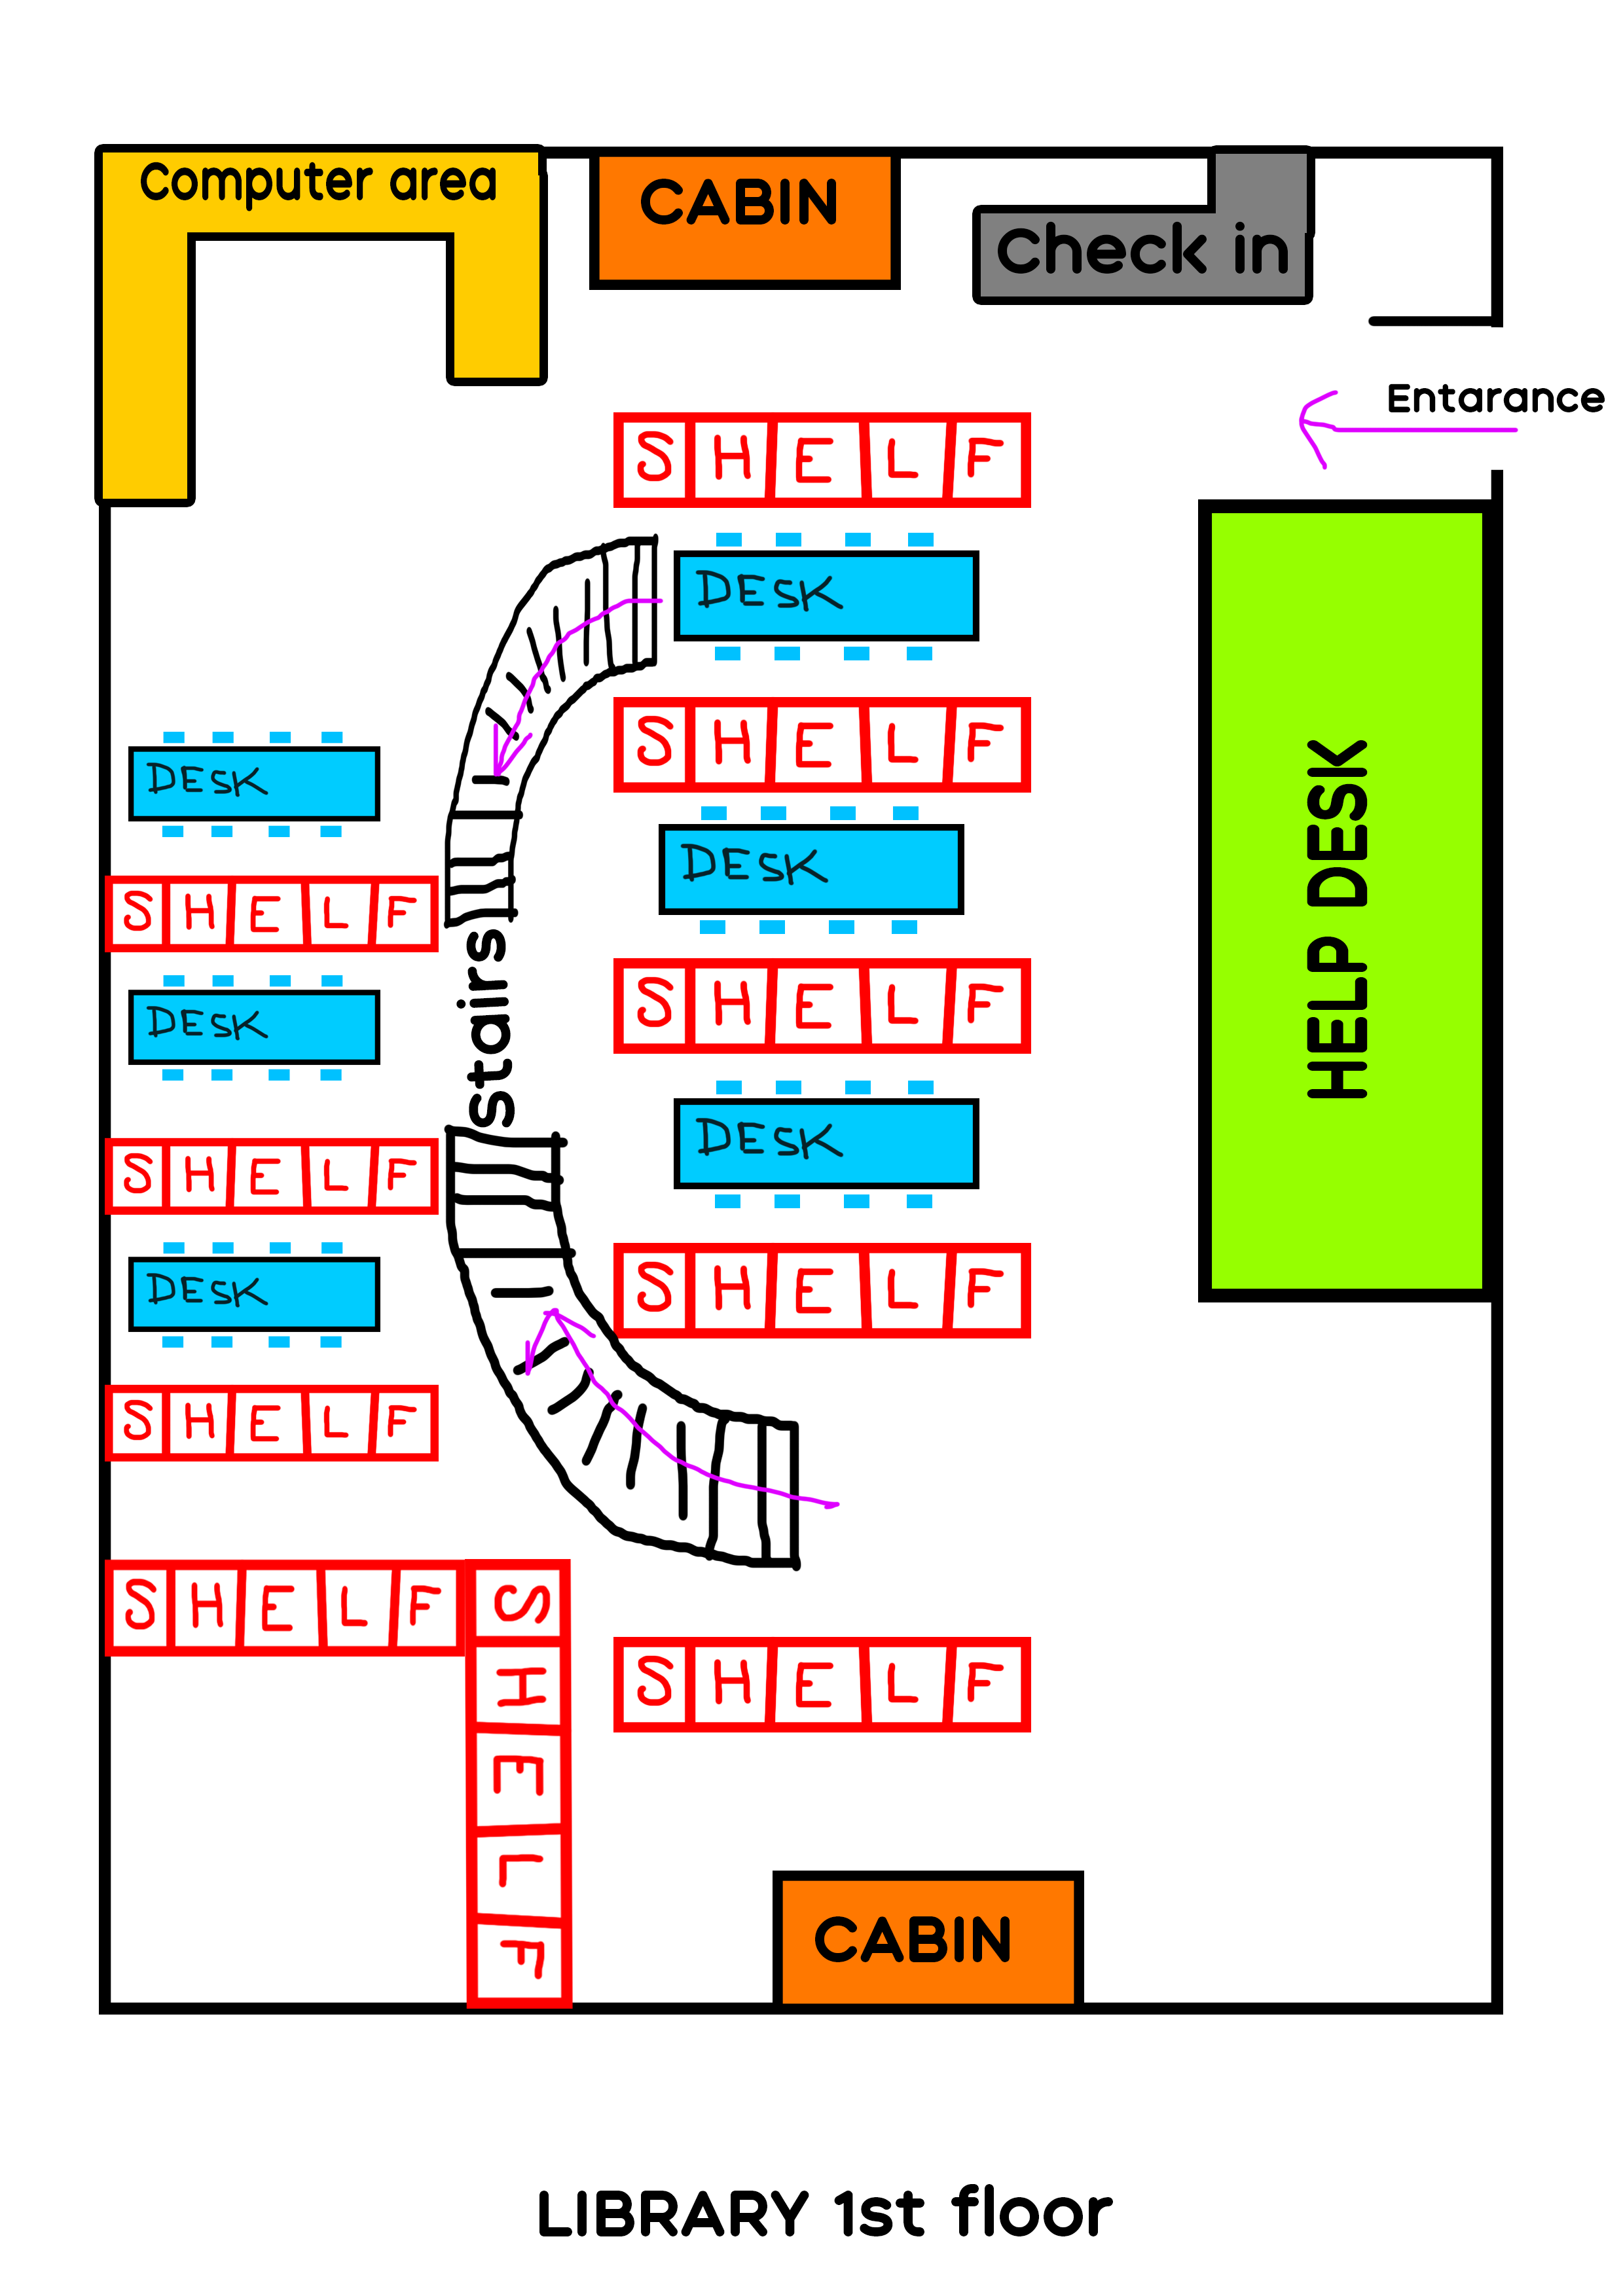 Computer area
CABIN
Check in
Entarance
SHELF
DESK
SHELF
DESK
DESK
SHELF
HELP DESK
Stairs
SHELF
DESK
DESK
SHELF
SHELF
DESK
SHELF
SHELF
SHELF
SHELF
SHELF
CABIN
LIBRARY 1st floor